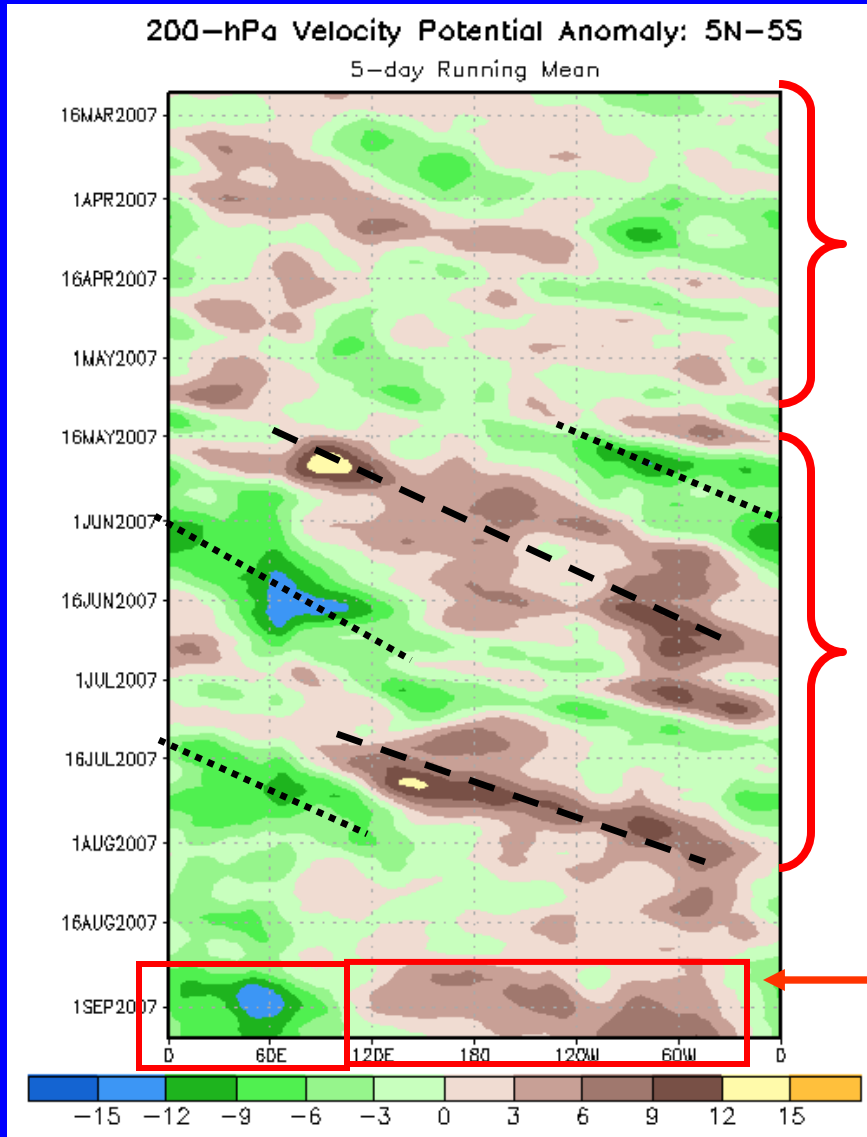 200-hPa Velocity Potential Anomaly: 5N-5S
5-day Running Mean
16MAR2007
1APR2007
16APR2007
1MAY2007
16MAY2007
1JUN2007
16JUN2007
1JUL2007
16JUL2007
1AUG2007
16AUG2007
1SEP2007
0 60E 120E 180 120W 60W 0
-15 -12 -9 -6 -3 0 3 6 9 12 15